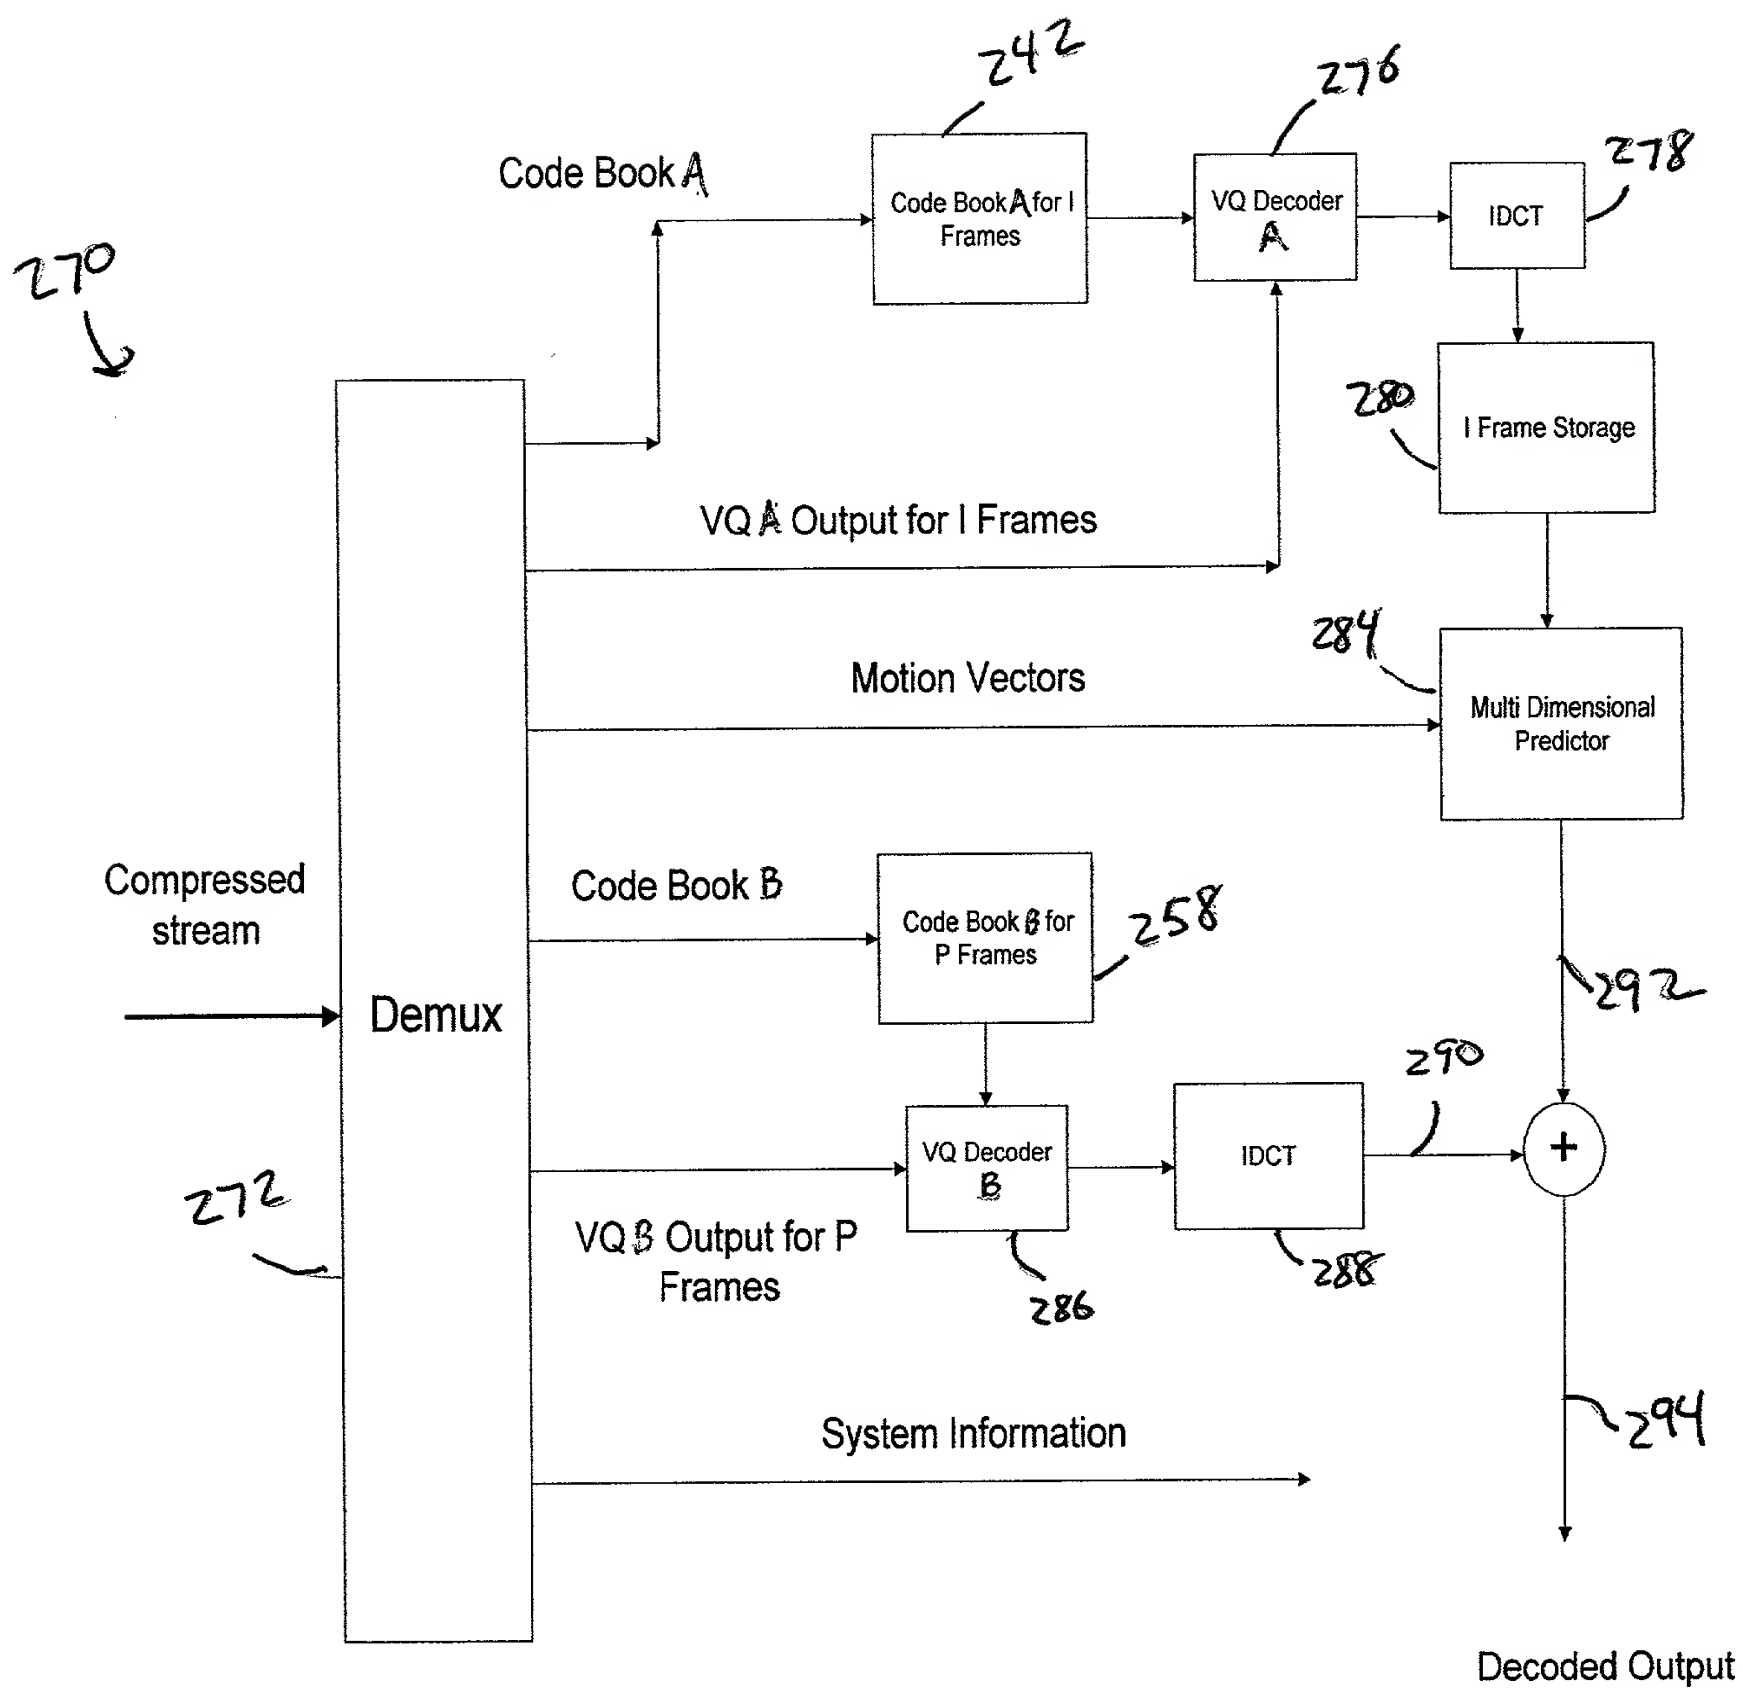 242
276
278
Code Book A
Code Book A for I
Frames
VQ Decoder
A
IDCT
270
280
I Frame Storage
VQ A Output for I Frames
284
Motion Vectors
Multi Dimensional
Predictor
Compressed
stream
Code Book B
Code Book B for
P Frames
258
Demux
292
290
VQ Decoder
B
IDCT
+
272
VQ B Output for P
Frames
286
288
System Information
294
Decoded Output